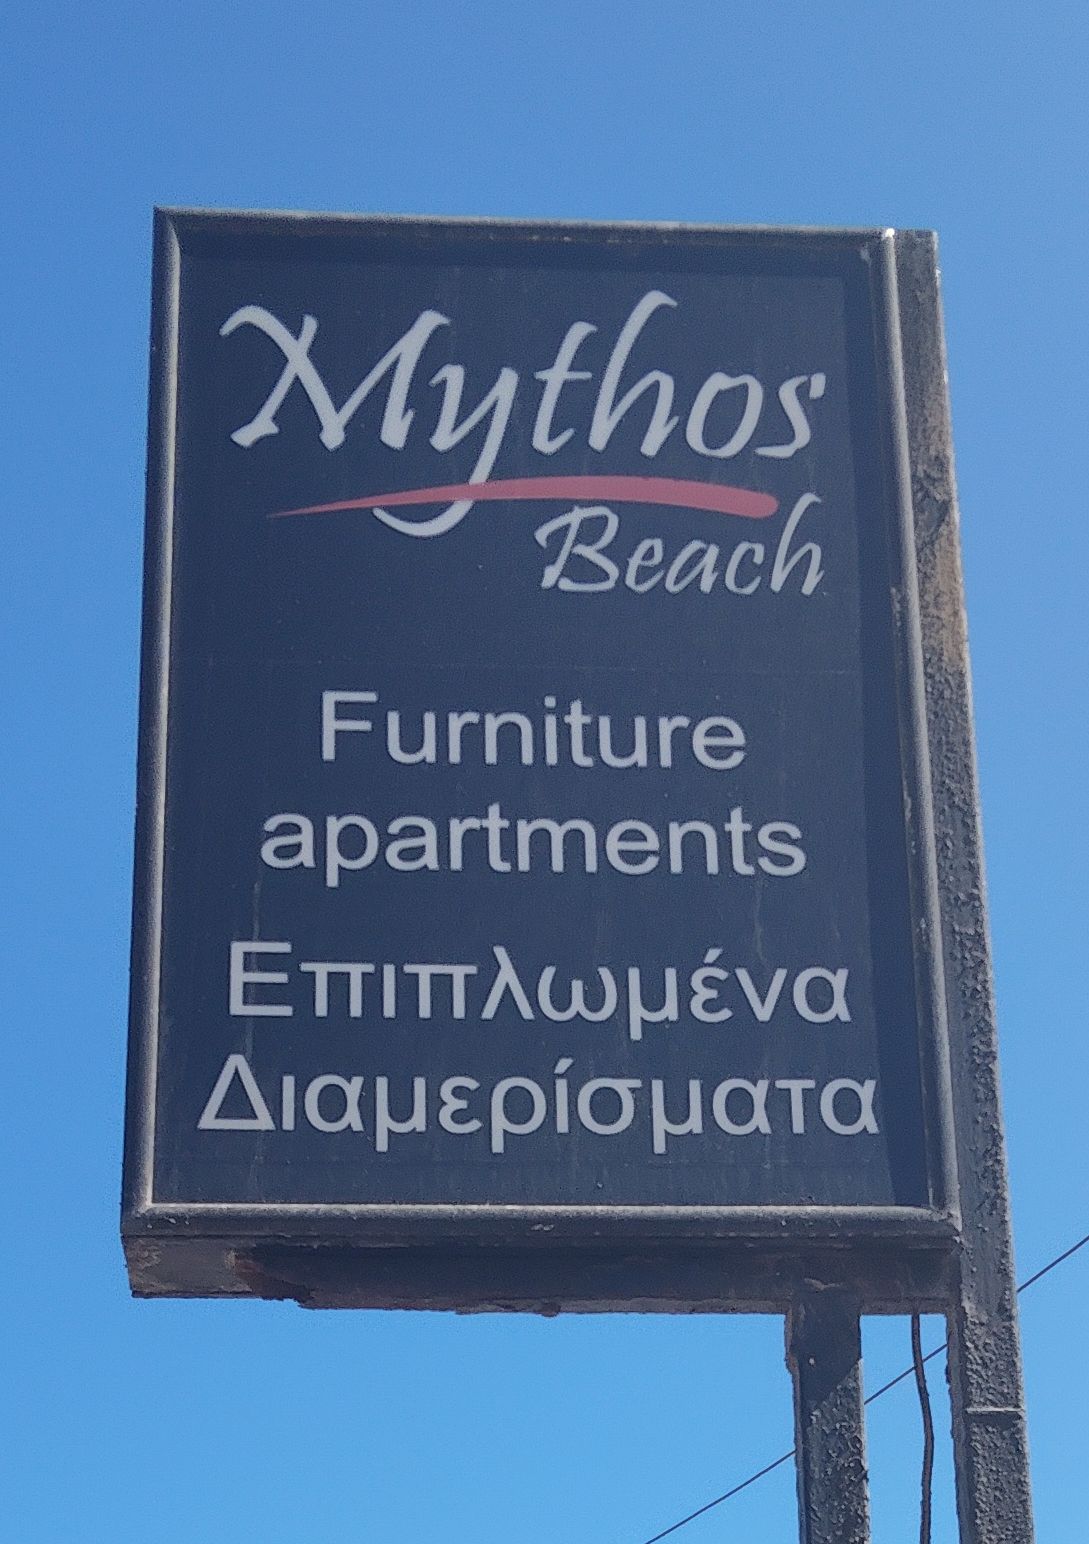 Mythos
Beach
Furniture
apartments
Επιπλωμένα
Διαμερίσματα